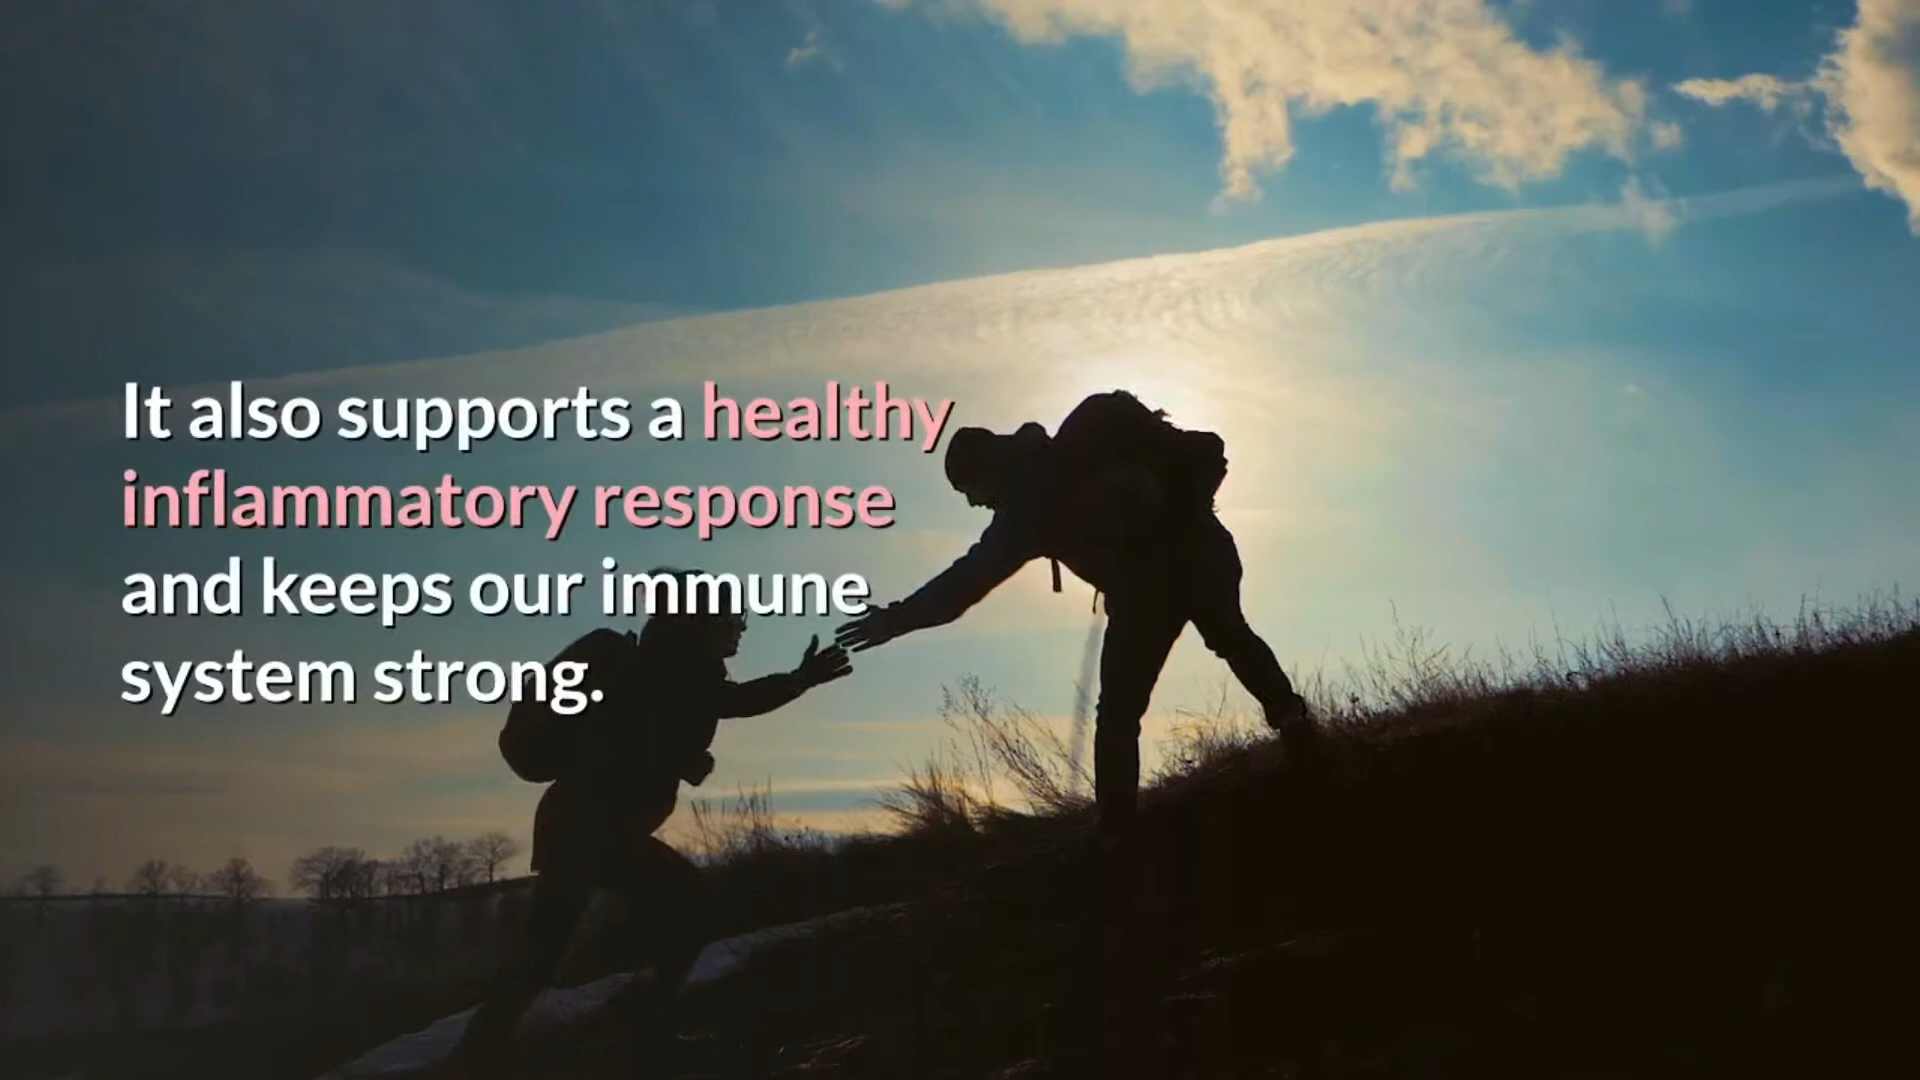 It also supports a healthy
inflammatory response
and keeps our immune
system strong.